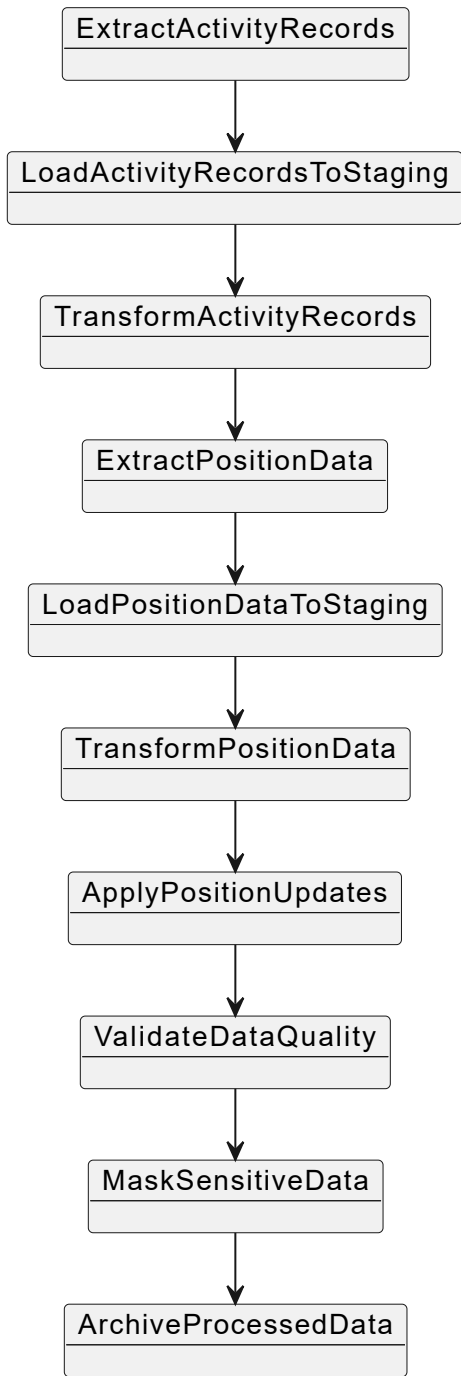 ExtractActivityRecords
LoadActivityRecordsToStaging
TransformActivityRecords
ExtractPositionData
LoadPositionDataToStaging
TransformPositionData
ApplyPositionUpdates
ValidateDataQuality
MaskSensitiveData
ArchiveProcessedData